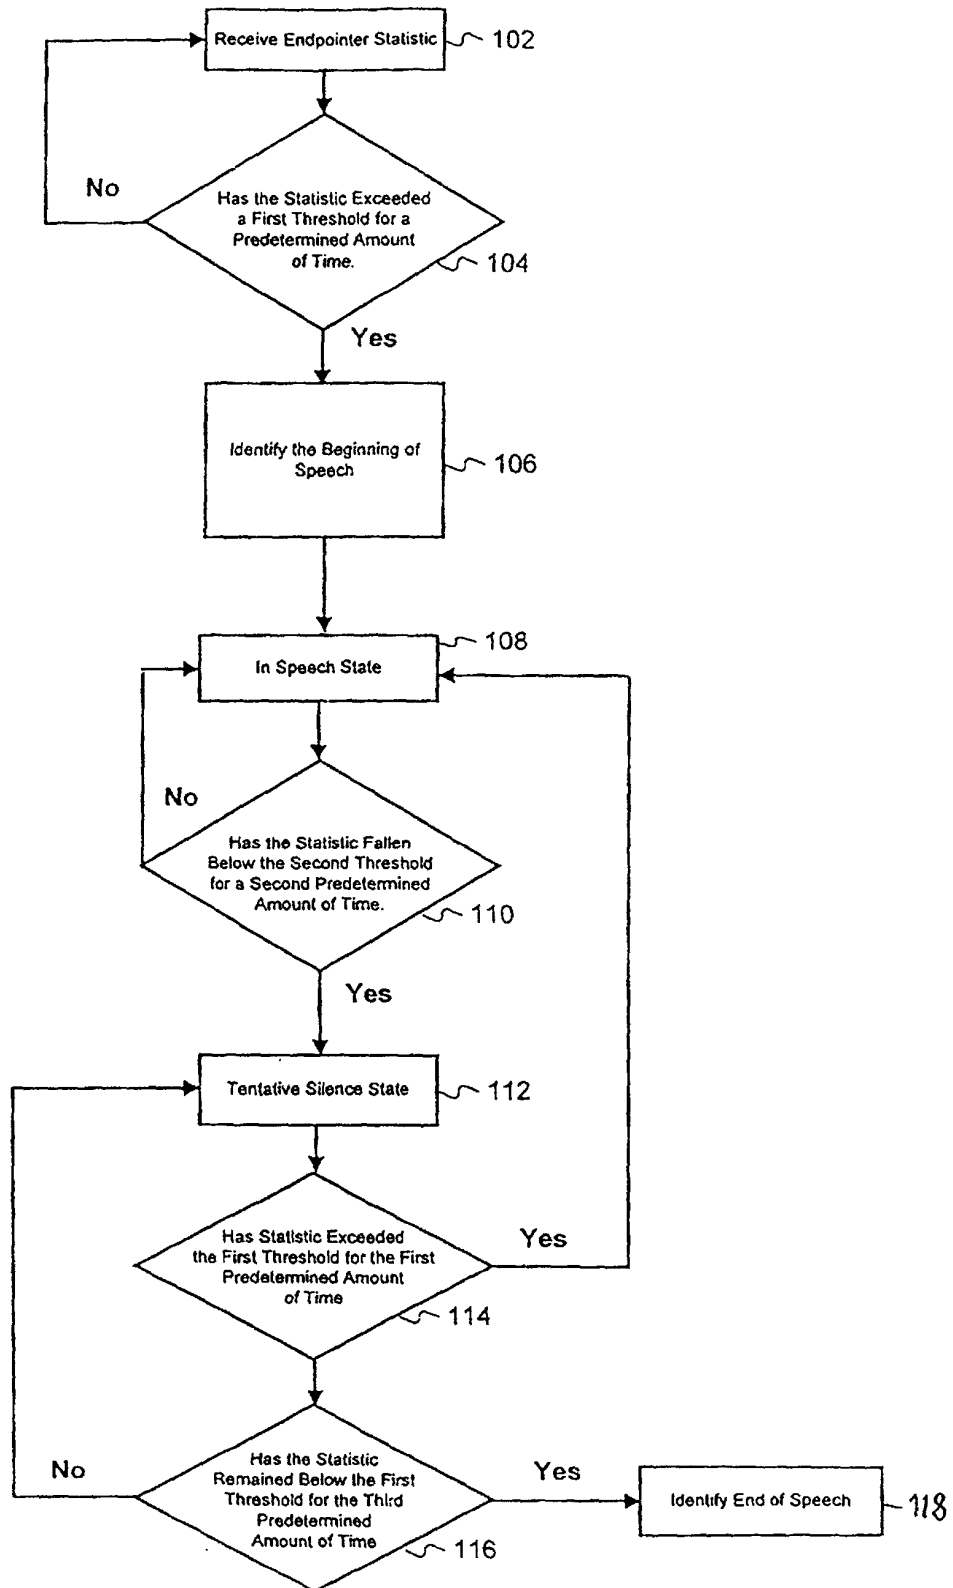 Receive Endpointer Statistic
102
No
Has the Statistic Exceeded
a First Threshold for a
Predetermined Amount
of Time.
104
Yes
Identify the Beginning of
Speech
106
In Speech State
108
No
Has the Statistic Fallen
Below the Second Threshold
for a Second Predetermined
Amount of Time.
110
Yes
Tentative Silence State
112
Has Statistic Exceeded
the First Threshold for the First
Predetermined Amount
of Time
Yes
114
No
Has the Statistic
Remained Below the First
Threshold for the Third
Predetermined
Amount of Time
116
Yes
Identify End of Speech
118